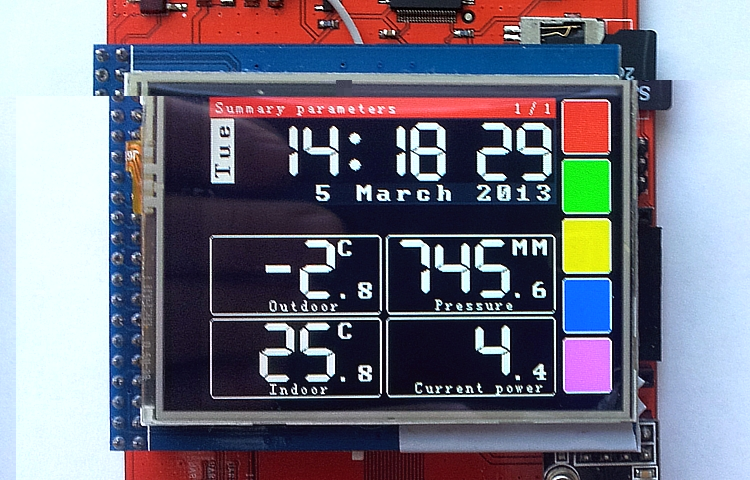 Summary parameters 1/1
Tue
14:18 29
5 March 2013
-2.8 C
Outdoor
745.6 MM
Pressure
25.8 C
Indoor
4.4
Current power